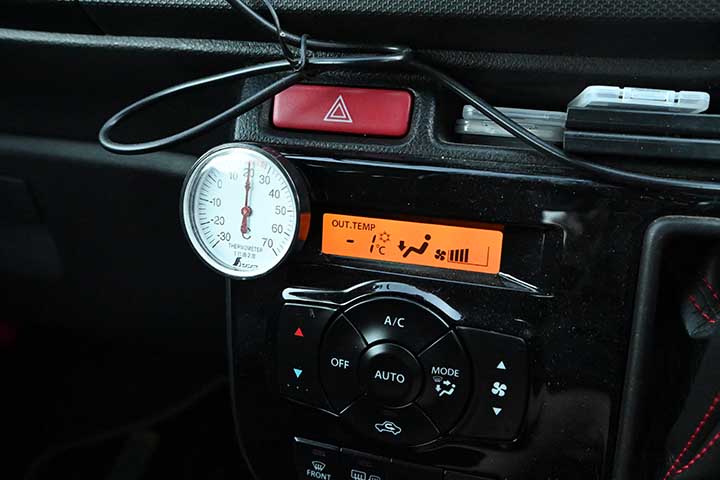 -30 -20 -10 0 10 20 30 40 50 60 70
°C
THERMOMETER
OUT.TEMP
-1°C
A/C
OFF
AUTO
MODE
FRONT